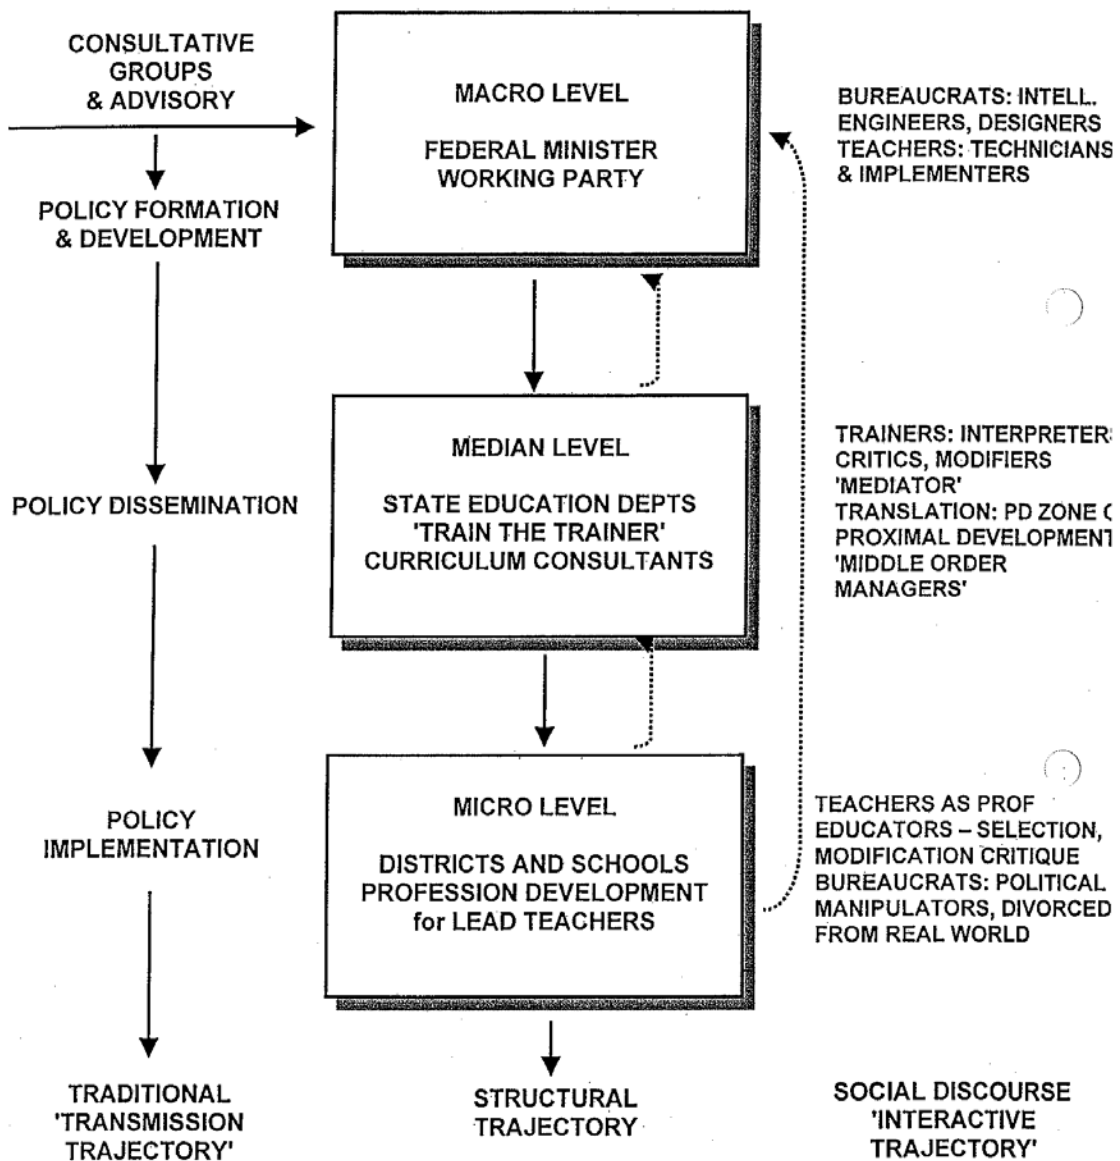 CONSULTATIVE
GROUPS
& ADVISORY
POLICY FORMATION
& DEVELOPMENT
POLICY DISSEMINATION
POLICY
IMPLEMENTATION
TRADITIONAL
'TRANSMISSION
TRAJECTORY'
MACRO LEVEL
FEDERAL MINISTER
WORKING PARTY
MEDIAN LEVEL
STATE EDUCATION DEPTS
'TRAIN THE TRAINER'
CURRICULUM CONSULTANTS
MICRO LEVEL
DISTRICTS AND SCHOOLS
PROFESSION DEVELOPMENT
for LEAD TEACHERS
STRUCTURAL
TRAJECTORY
BUREAUCRATS: INTELL.
ENGINEERS, DESIGNERS
TEACHERS: TECHNICIANS
& IMPLEMENTERS
TRAINERS: INTERPRETER
CRITICS, MODIFIERS
'MEDIATOR'
TRANSLATION: PD ZONE
PROXIMAL DEVELOPMENT
'MIDDLE ORDER
MANAGERS'
TEACHERS AS PROF
EDUCATORS – SELECTION,
MODIFICATION CRITIQUE
BUREAUCRATS: POLITICAL
MANIPULATORS, DIVORCED
FROM REAL WORLD
SOCIAL DISCOURSE
'INTERACTIVE
TRAJECTORY'